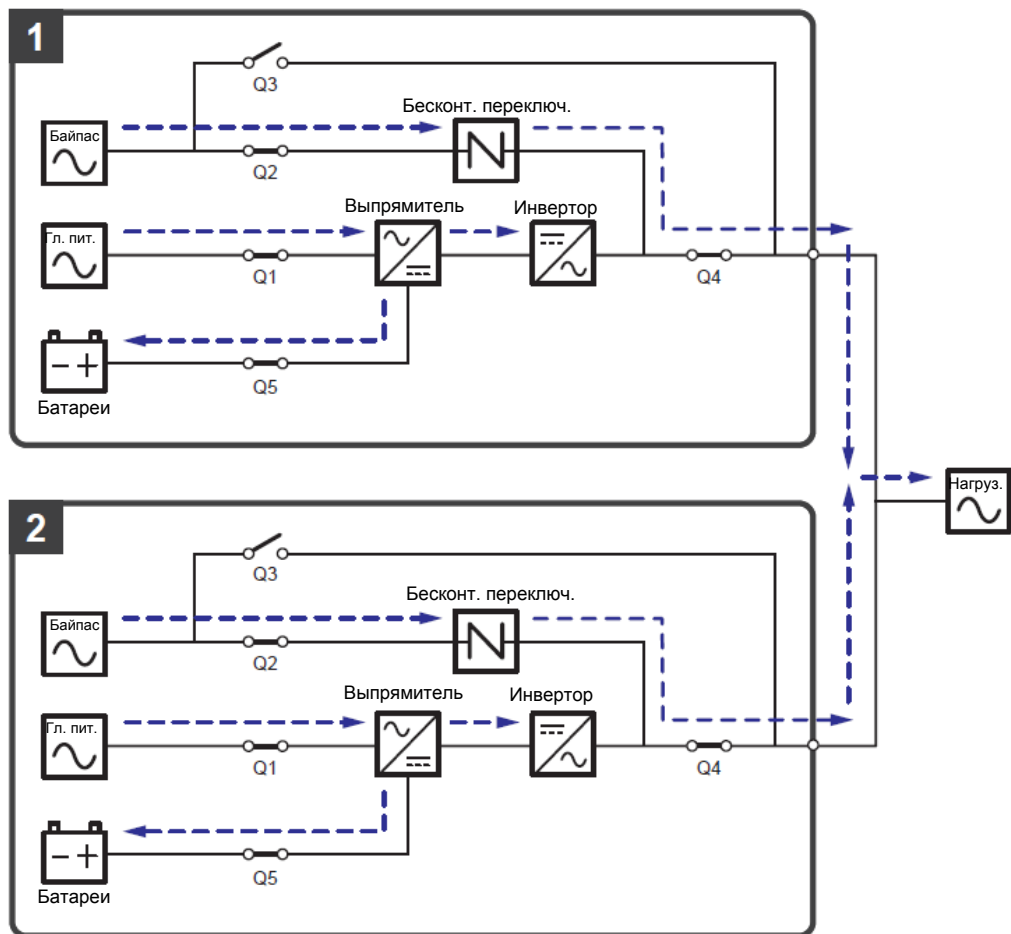 1
Q3
Бесконт. переключ.
Байпас
Q2
Выпрямитель
Инвертор
Гл. пит.
Q1
Q4
Q5
Батареи
Нагруз.
2
Q3
Бесконт. переключ.
Байпас
Q2
Выпрямитель
Инвертор
Гл. пит.
Q1
Q4
Q5
Батареи